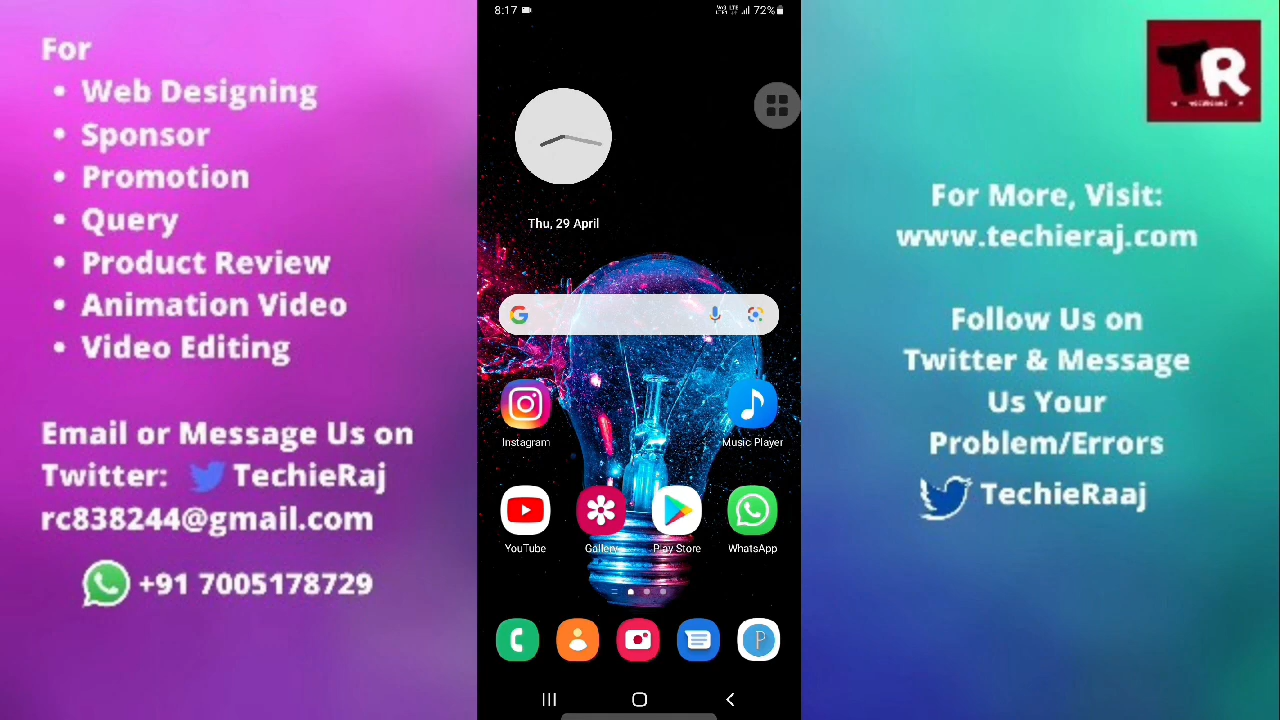 For
• Web Designing
• Sponsor
• Promotion
• Query
• Product Review
• Animation Video
• Video Editing
Email or Message Us on
Twitter: TechieRaj
rc838244@gmail.com
+91 7005178729
8:17
72%
Thu, 29 April
Instagram
Music Player
YouTube
Gallery
Play Store
WhatsApp
TR
For More, Visit:
www.techieraj.com
Follow Us on
Twitter & Message
Us Your
Problem/Errors
TechieRaaj